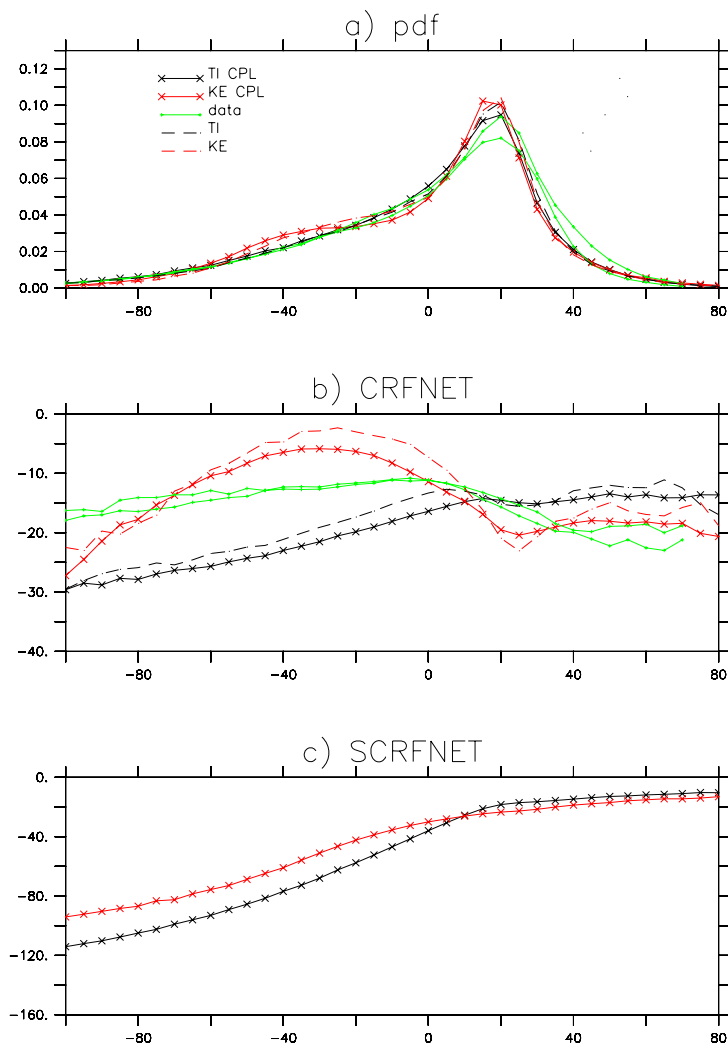 a) pdf
0.12
0.10
0.08
0.06
0.04
0.02
0.00
TI CPL
KE CPL
data
TI
KE
−80 −40 0 40 80
b) CRFNET
0.
−10.
−20.
−30.
−40.
−80 −40 0 40 80
c) SCRFNET
0.
−40.
−80.
−120.
−160.
−80 −40 0 40 80